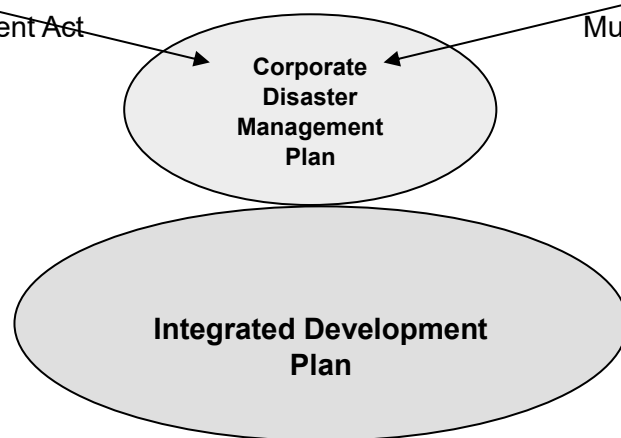 ent Act
Mu
Corporate
Disaster
Management
Plan
Integrated Development
Plan